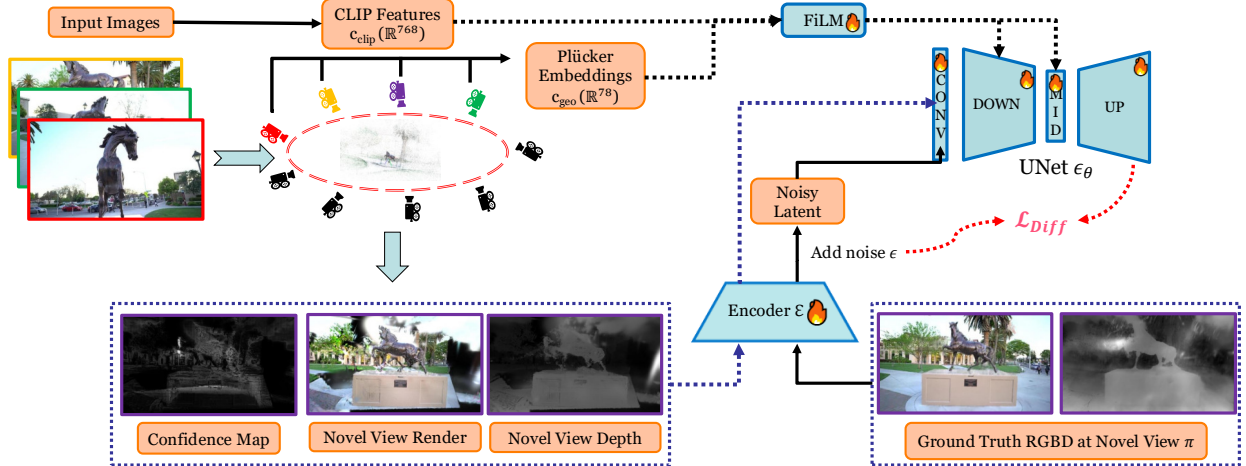 Input Images
CLIP Features
c_clip (ℝ^768)
FiLM
Plücker
Embeddings
c_geo (ℝ^78)
CONV
DOWN
MID
UP
UNet ϵ_θ
Noisy
Latent
ℒ_Diff
Add noise ϵ
Encoder ℰ
Confidence Map
Novel View Render
Novel View Depth
Ground Truth RGBD at Novel View π